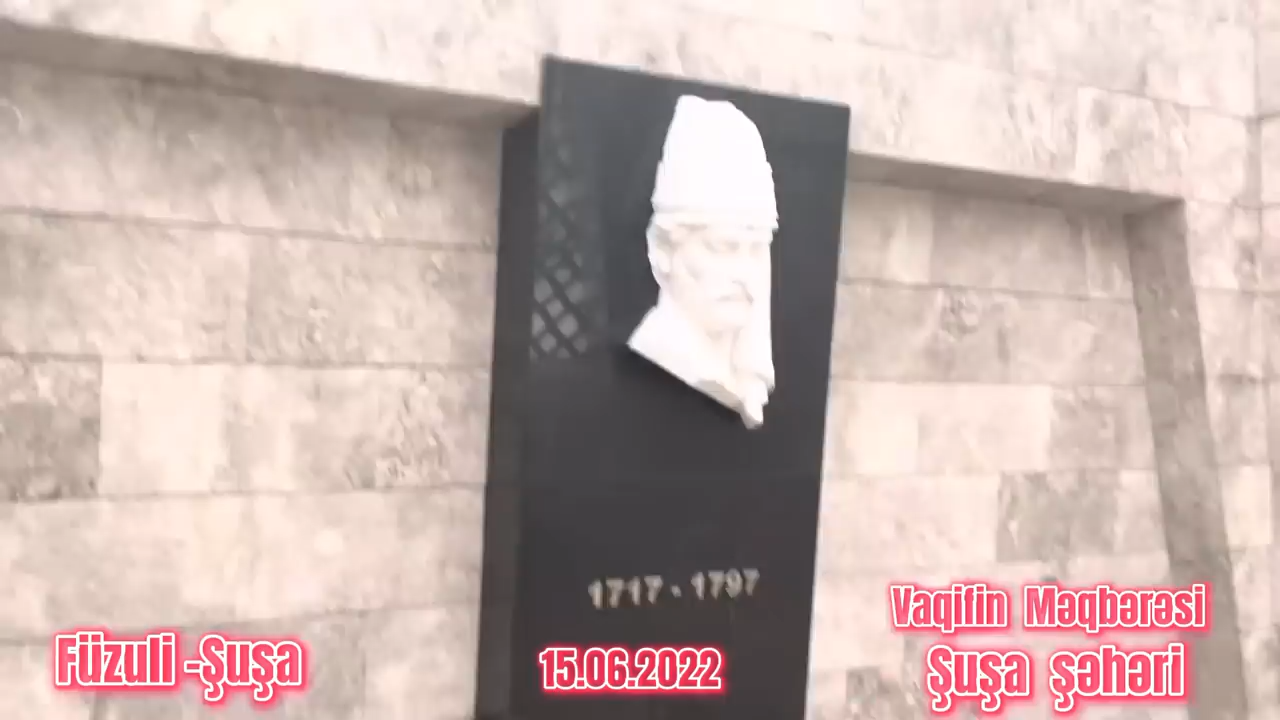 1717 - 1797
Vaqifin Məqbərəsi
Füzuli -Şuşa
15.06.2022
Şuşa şəhəri